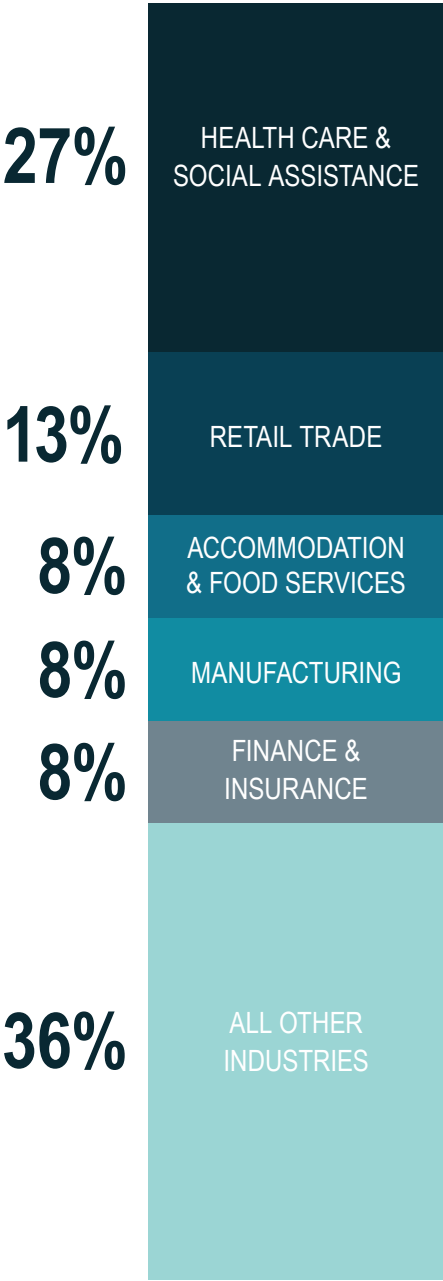 27%
HEALTH CARE &
SOCIAL ASSISTANCE
13%
RETAIL TRADE
8%
ACCOMMODATION
& FOOD SERVICES
8%
MANUFACTURING
8%
FINANCE &
INSURANCE
36%
ALL OTHER
INDUSTRIES